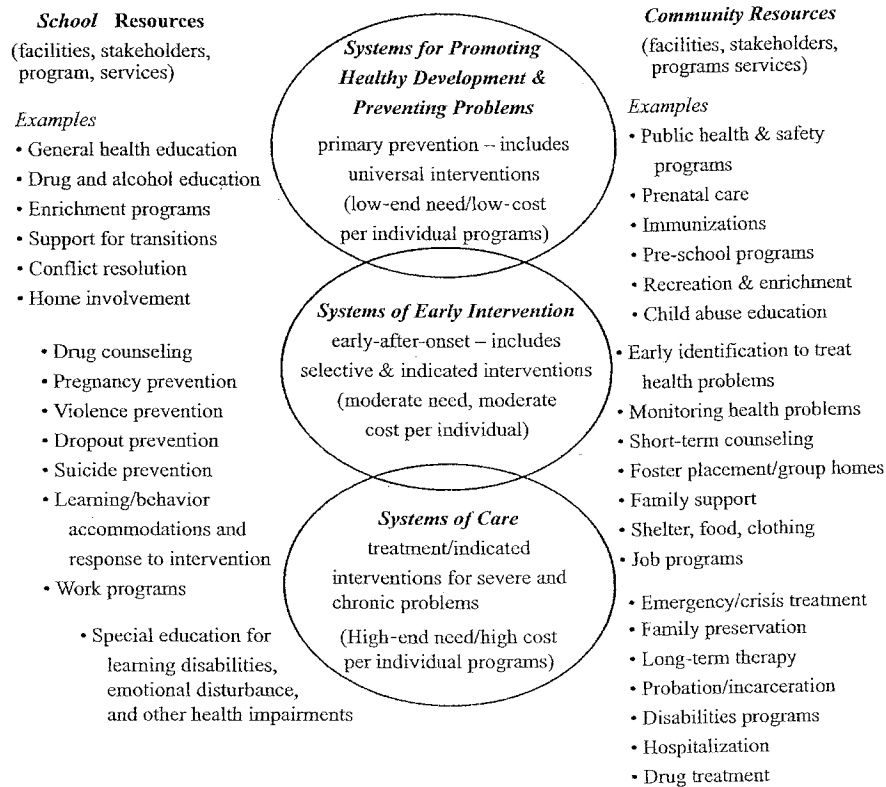 School Resources
(facilities, stakeholders,
program, services)
Examples
• General health education
• Drug and alcohol education
• Enrichment programs
• Support for transitions
• Conflict resolution
• Home involvement
• Drug counseling
• Pregnancy prevention
• Violence prevention
• Dropout prevention
• Suicide prevention
• Learning/behavior
accommodations and
response to intervention
• Work programs
• Special education for
learning disabilities,
emotional disturbance,
and other health impairments
Systems for Promoting
Healthy Development &
Preventing Problems
primary prevention – includes
universal interventions
(low-end need/low-cost
per individual programs)
Systems of Early Intervention
early-after-onset – includes
selective & indicated interventions
(moderate need, moderate
cost per individual)
Systems of Care
treatment/indicated
interventions for severe and
chronic problems
(High-end need/high cost
per individual programs)
Community Resources
(facilities, stakeholders,
programs services)
Examples
• Public health & safety
programs
• Prenatal care
• Immunizations
• Pre-school programs
• Recreation & enrichment
• Child abuse education
• Early identification to treat
health problems
• Monitoring health problems
• Short-term counseling
• Foster placement/group homes
• Family support
• Shelter, food, clothing
• Job programs
• Emergency/crisis treatment
• Family preservation
• Long-term therapy
• Probation/incarceration
• Disabilities programs
• Hospitalization
• Drug treatment